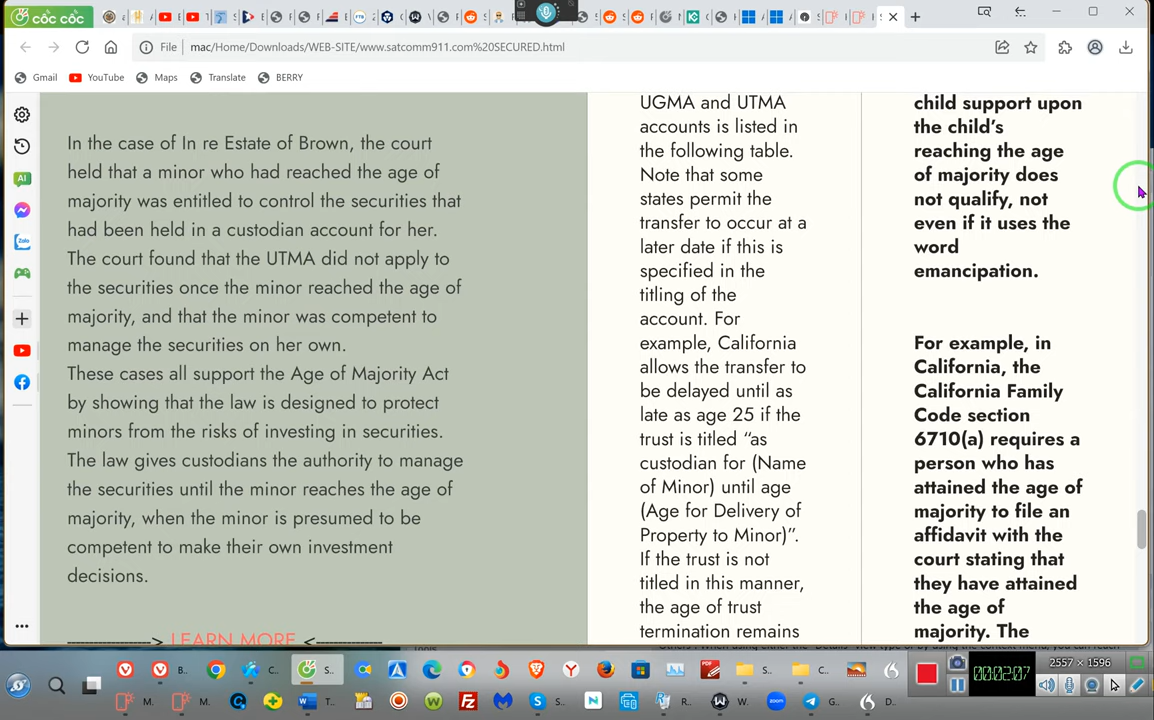 cốc cốc
File mac/Home/Downloads/WEB-SITE/www.satcomm911.com%20SECURED.html
Gmail YouTube Maps Translate BERRY
In the case of In re Estate of Brown, the court
held that a minor who had reached the age of
majority was entitled to control the securities that
had been held in a custodian account for her.
The court found that the UTMA did not apply to
the securities once the minor reached the age of
majority, and that the minor was competent to
manage the securities on her own.
These cases all support the Age of Majority Act
by showing that the law is designed to protect
minors from the risks of investing in securities.
The law gives custodians the authority to manage
the securities until the minor reaches the age of
majority, when the minor is presumed to be
competent to make their own investment
decisions.
-----------------> LEARN MORE <-----------------
UGMA and UTMA
accounts is listed in
the following table.
Note that some
states permit the
transfer to occur at a
later date if this is
specified in the
titling of the
account. For
example, California
allows the transfer to
be delayed until as
late as age 25 if the
trust is titled “as
custodian for (Name
of Minor) until age
(Age for Delivery of
Property to Minor)”.
If the trust is not
titled in this manner,
the age of trust
termination remains
child support upon
the child’s
reaching the age
of majority does
not qualify, not
even if it uses the
word
emancipation.
For example, in
California, the
California Family
Code section
6710(a) requires a
person who has
attained the age of
majority to file an
affidavit with the
court stating that
they have attained
the age of
majority. The
AI
Zalo
B... C... S... S... C...
M... M... T... S... R... W... G... D...
00:02:07
2557 × 1596